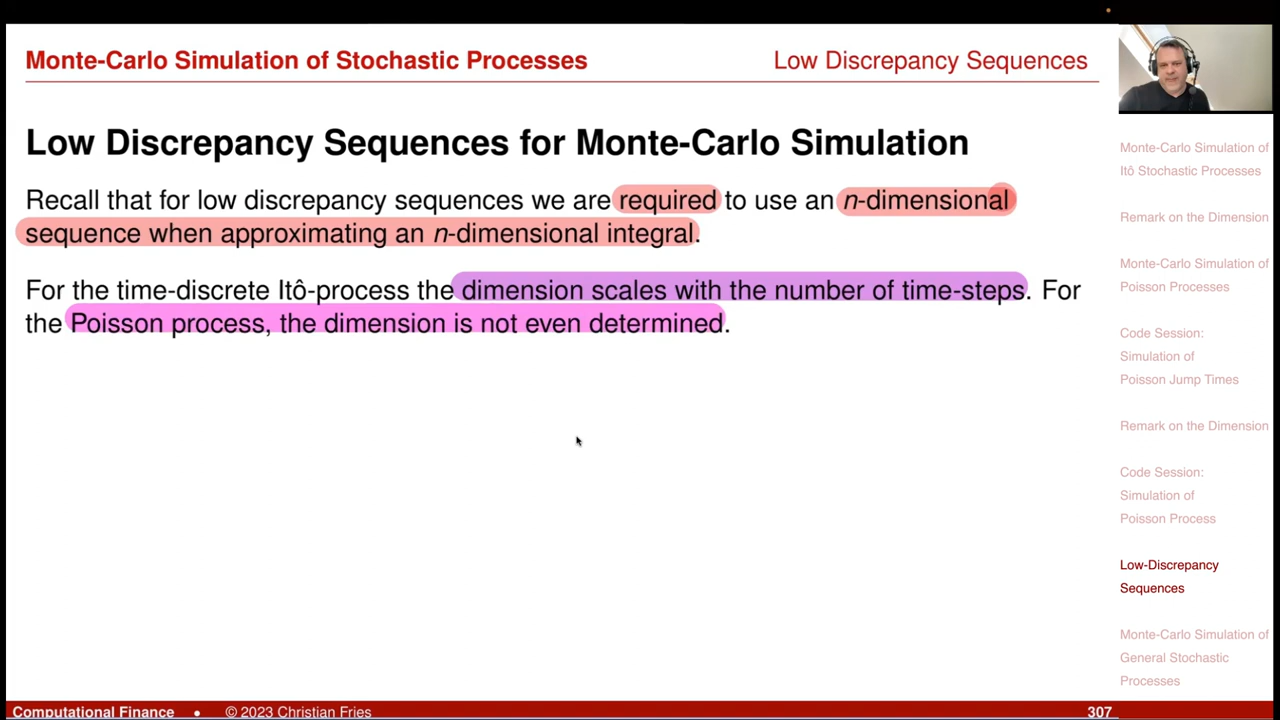 Monte-Carlo Simulation of Stochastic Processes
Low Discrepancy Sequences
Low Discrepancy Sequences for Monte-Carlo Simulation
Recall that for low discrepancy sequences we are required to use an n-dimensional
sequence when approximating an n-dimensional integral.
For the time-discrete Itô-process the dimension scales with the number of time-steps. For
the Poisson process, the dimension is not even determined.
Monte-Carlo Simulation of
Itô Stochastic Processes
Remark on the Dimension
Monte-Carlo Simulation of
Poisson Processes
Code Session:
Simulation of
Poisson Jump Times
Remark on the Dimension
Code Session:
Simulation of
Poisson Process
Low-Discrepancy
Sequences
Monte-Carlo Simulation of
General Stochastic
Processes
Computational Finance • © 2023 Christian Fries
307